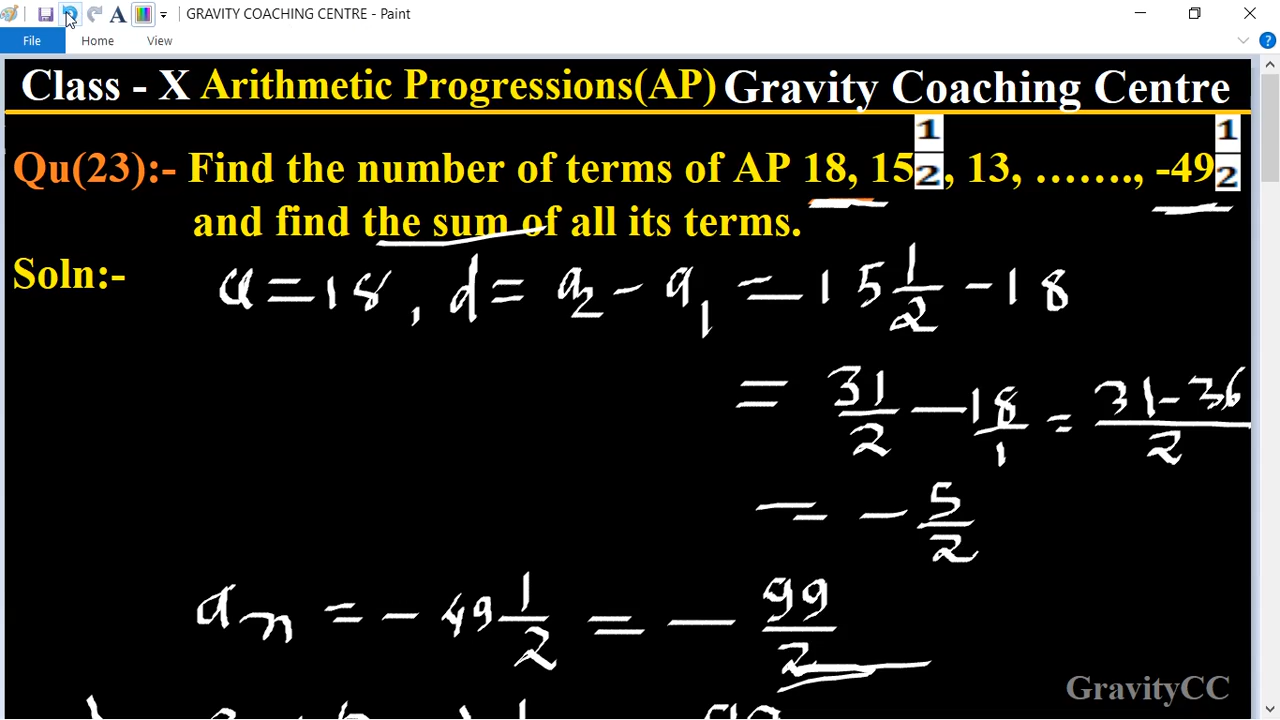 GRAVITY COACHING CENTRE - Paint
File Home View
Class - X Arithmetic Progressions(AP) Gravity Coaching Centre
Qu(23):- Find the number of terms of AP 18, 15 1/2, 13, ......., -49 1/2
and find the sum of all its terms.
Soln:- a = 18, d = a2 - a1 = 15 1/2 - 18
= 31/2 - 18/1 = 31-36/2
= - 5/2
an = - 49 1/2 = - 99/2
GravityCC